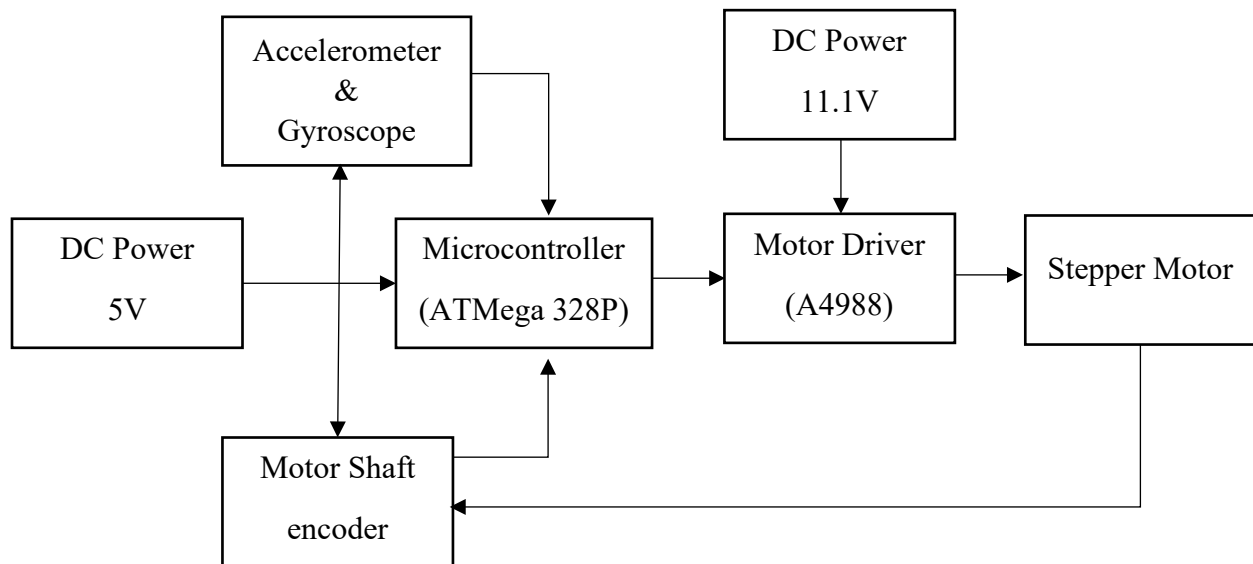 Accelerometer
&
Gyroscope
DC Power
11.1V
DC Power
5V
Microcontroller
(ATMega 328P)
Motor Driver
(A4988)
Stepper Motor
Motor Shaft
encoder